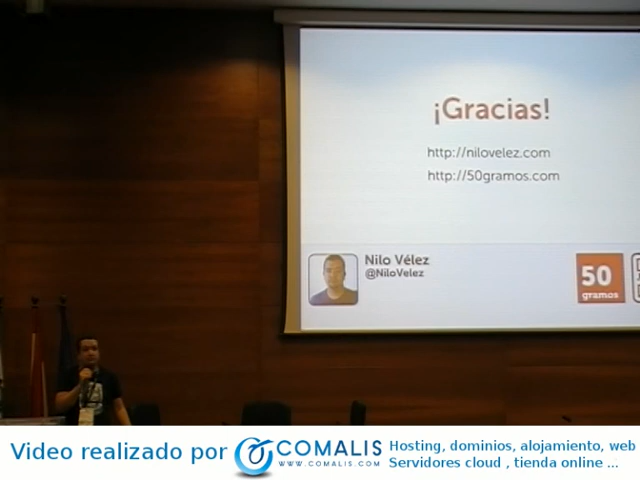 ¡Gracias!
http://nilovelez.com
http://50gramos.com
Nilo Vélez
@NiloVelez
50
gramos
Video realizado por
COMALIS
WWW.COMALIS.COM
Hosting, dominios, alojamiento, web
Servidores cloud , tienda online ...